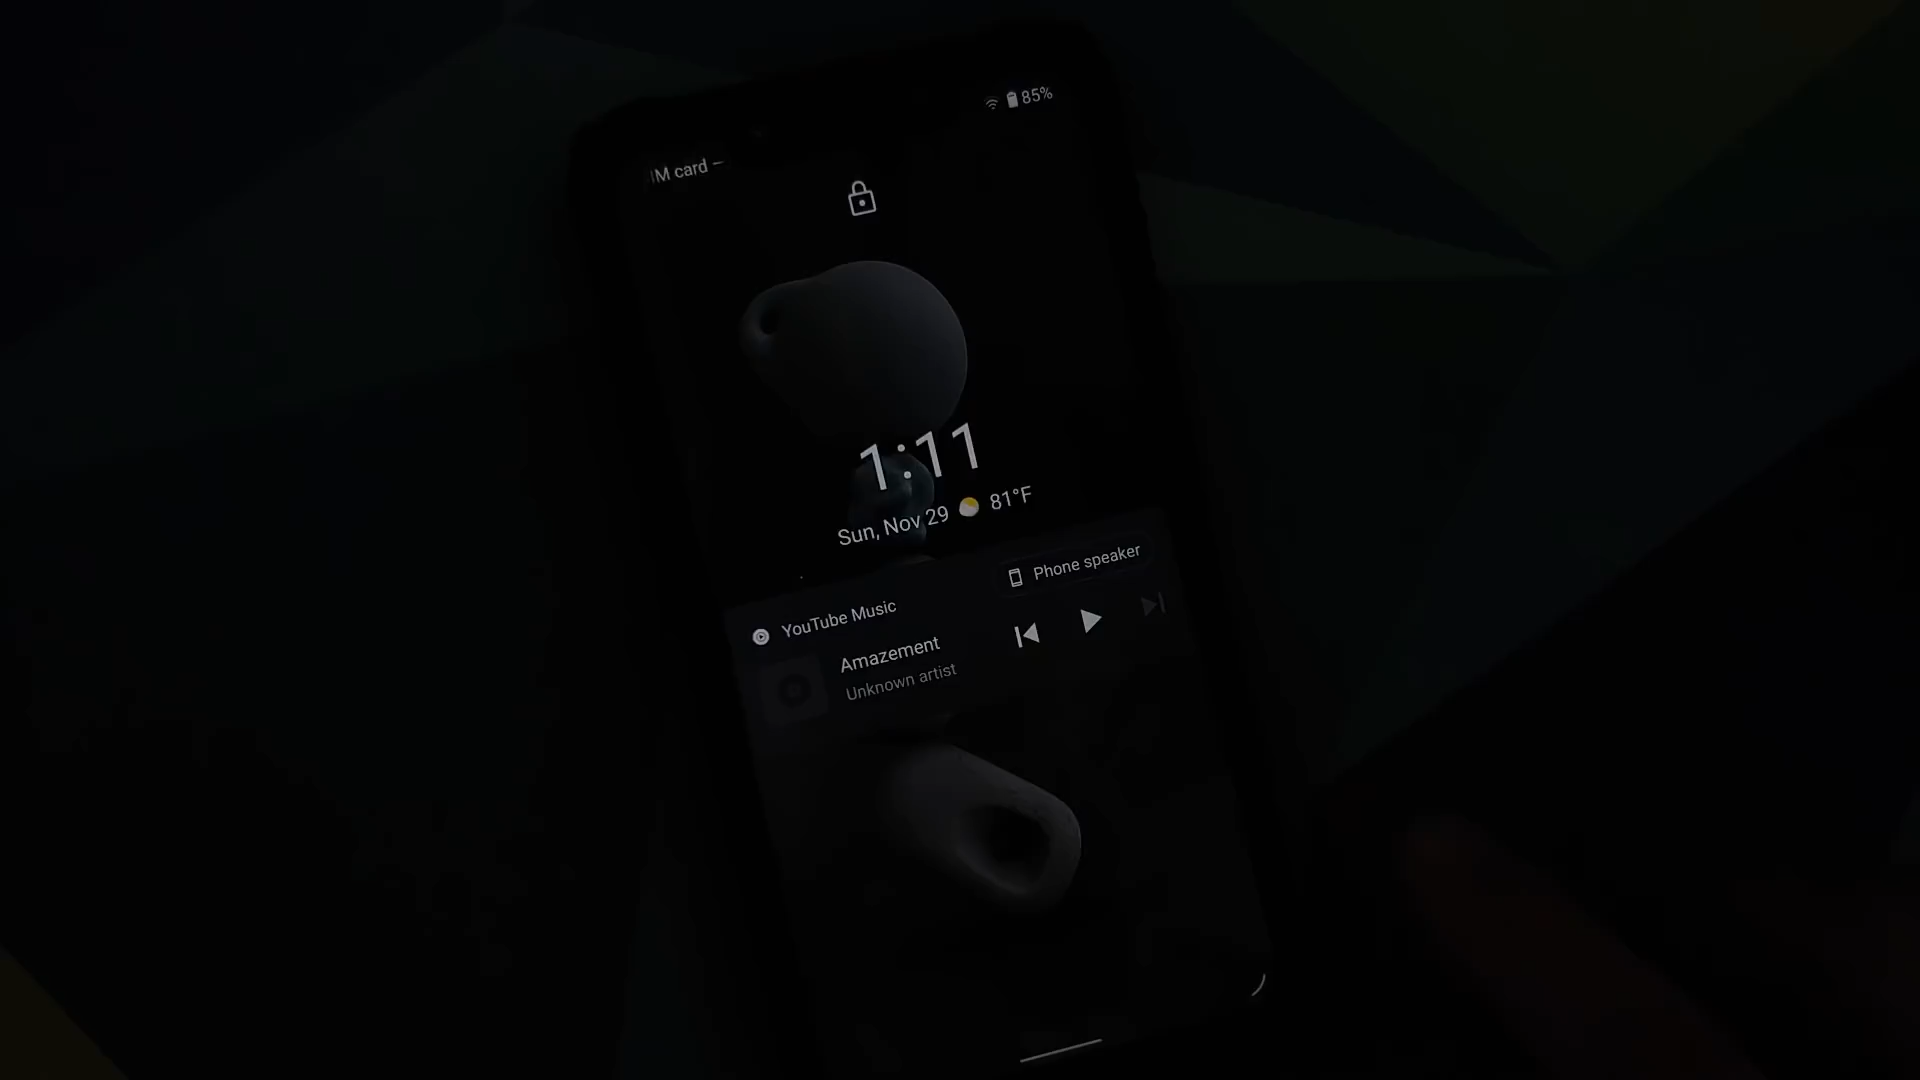 85%
IM card –
1:11
Sun, Nov 29 81°F
Phone speaker
YouTube Music
Amazement
Unknown artist